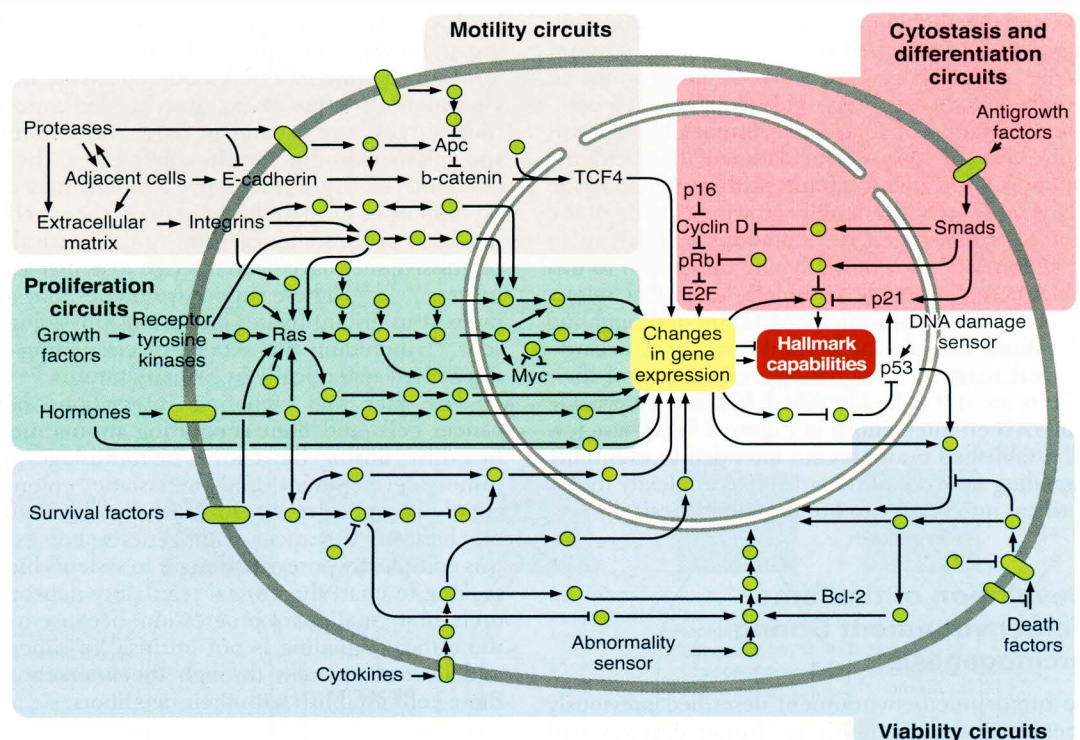 Motility circuits
Cytostasis and
differentiation
circuits
Antigrowth
factors
Proteases
Apc
Adjacent cells
E-cadherin
b-catenin
TCF4
p16
Extracellular
matrix
Integrins
Cyclin D
Smads
pRb
E2F
p21
Proliferation
circuits
Growth
factors
Receptor
tyrosine
kinases
Ras
Myc
Changes
in gene
expression
Hallmark
capabilities
DNA damage
sensor
p53
Hormones
Survival factors
Bcl-2
Abnormality
sensor
Death
factors
Cytokines
Viability circuits